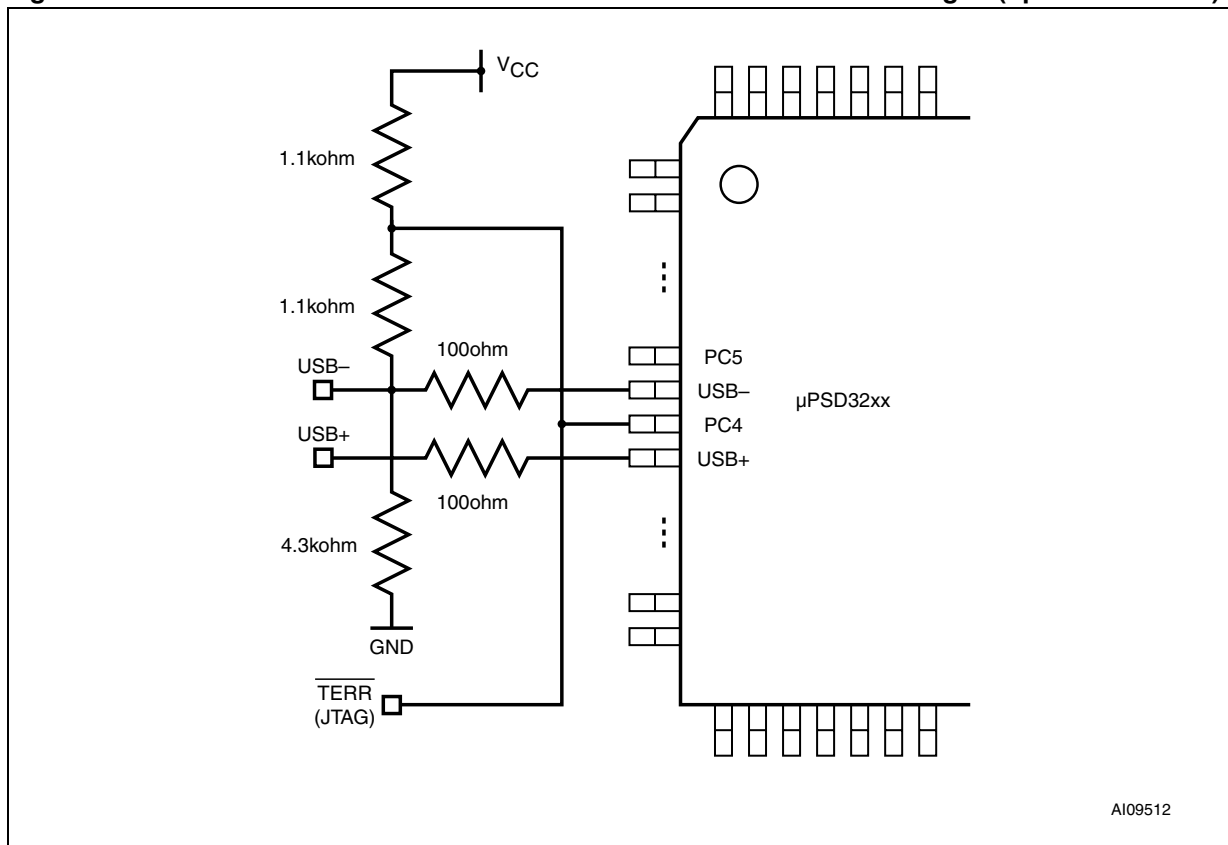 VCC
1.1kohm
1.1kohm
100ohm
USB–
USB+
100ohm
4.3kohm
GND
TERR
(JTAG)
PC5
USB–
PC4
USB+
µPSD32xx
AI09512